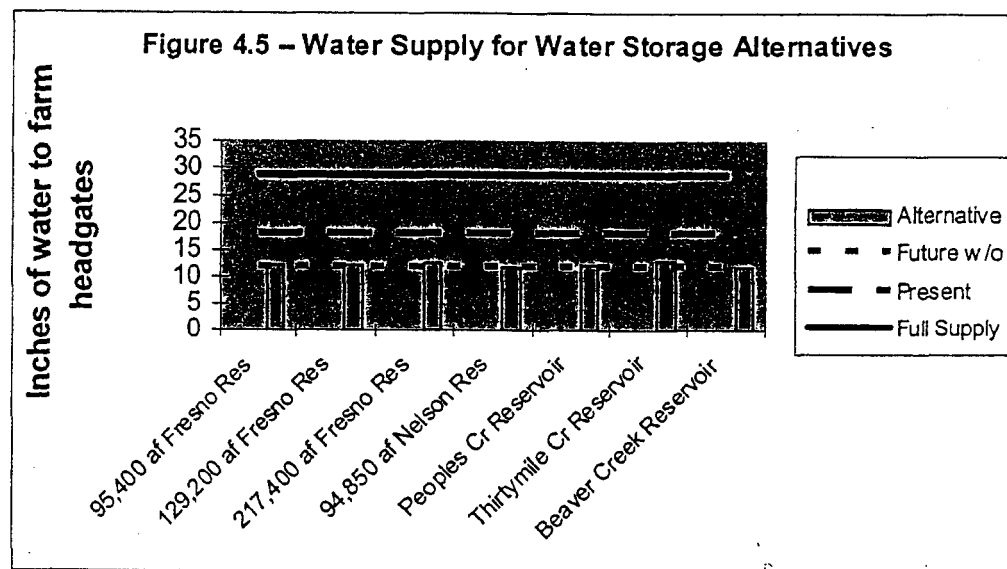 Figure 4.5 – Water Supply for Water Storage Alternatives
Inches of water to farm
headgates
35
30
25
20
15
10
5
0
95,400 af Fresno Res
129,200 af Fresno Res
217,400 af Fresno Res
94,850 af Nelson Res
Peoples Cr Reservoir
Thirtymile Cr Reservoir
Beaver Creek Reservoir
Alternative
Future w/o
Present
Full Supply